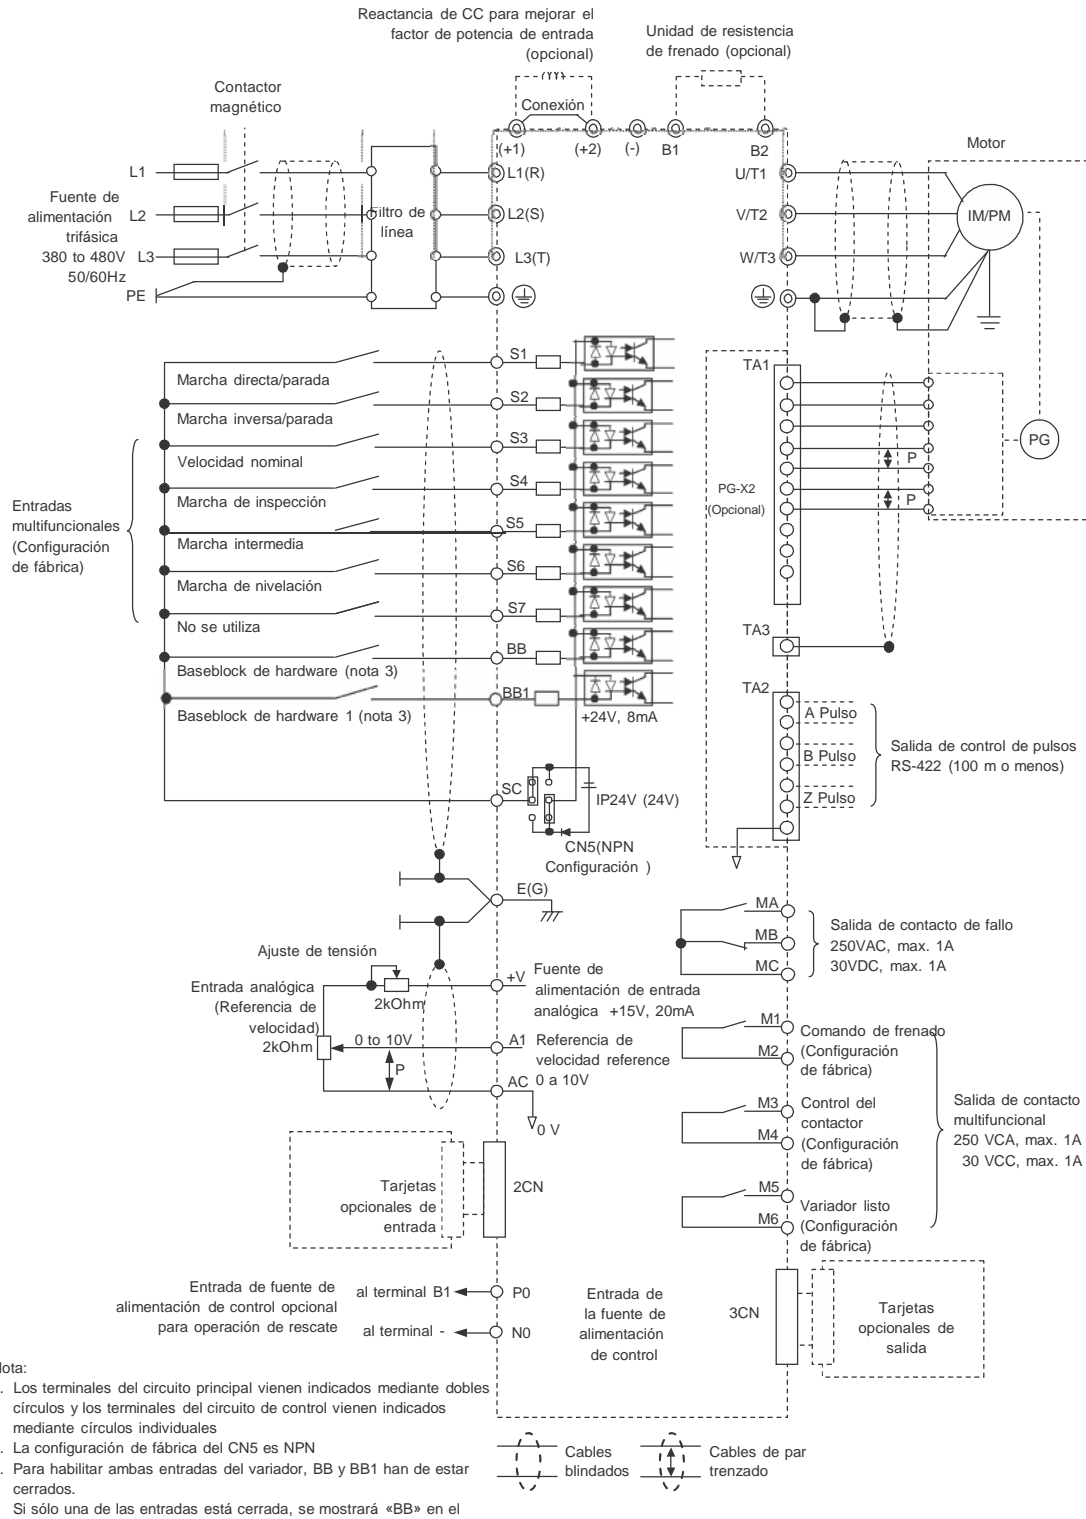 Reactancia de CC para mejorar el
factor de potencia de entrada
(opcional)
Unidad de resistencia
de frenado (opcional)
Contactor
magnético
Conexión
(+1)
(+2)
(-)
B1
B2
Motor
L1
L1(R)
U/T1
Fuente de
alimentación
trifásica
380 to 480V
50/60Hz
L2
Filtro de
línea
L2(S)
V/T2
IM/PM
L3
L3(T)
W/T3
PE
S1
Marcha directa/parada
TA1
S2
Marcha inversa/parada
S3
Velocidad nominal
PG
P
S4
Marcha de inspección
PG-X2
(Opcional)
P
Entradas
multifuncionales
(Configuración
de fábrica)
S5
Marcha intermedia
S6
Marcha de nivelación
S7
No se utiliza
TA3
BB
Baseblock de hardware (nota 3)
TA2
BB1
Baseblock de hardware 1 (nota 3)
+24V, 8mA
A Pulso
B Pulso
Z Pulso
Salida de control de pulsos
RS-422 (100 m o menos)
SC
IP24V (24V)
CN5(NPN
Configuración )
E(G)
MA
MB
MC
Salida de contacto de fallo
250VAC, max. 1A
30VDC, max. 1A
Ajuste de tensión
Entrada analógica
(Referencia de
velocidad)
2kOhm
2kOhm
+V
Fuente de
alimentación de entrada
analógica +15V, 20mA
0 to 10V
P
A1
Referencia de
velocidad reference
0 a 10V
AC
0 V
M1
M2
Comando de frenado
(Configuración
de fábrica)
M3
M4
Control del
contactor
(Configuración
de fábrica)
M5
M6
Variador listo
(Configuración
de fábrica)
Salida de contacto
multifuncional
250 VCA, max. 1A
30 VCC, max. 1A
Tarjetas
opcionales de
entrada
2CN
Entrada de fuente de
alimentación de control opcional
para operación de rescate
al terminal B1
P0
al terminal -
N0
Entrada de
la fuente de
alimentación
de control
3CN
Tarjetas
opcionales de
salida
lota:
. Los terminales del circuito principal vienen indicados mediante dobles
círculos y los terminales del circuito de control vienen indicados
mediante círculos individuales
. La configuración de fábrica del CN5 es NPN
. Para habilitar ambas entradas del variador, BB y BB1 han de estar
cerrados.
Si sólo una de las entradas está cerrada, se mostrará «BB» en el
Cables
blindados
Cables de par
trenzado